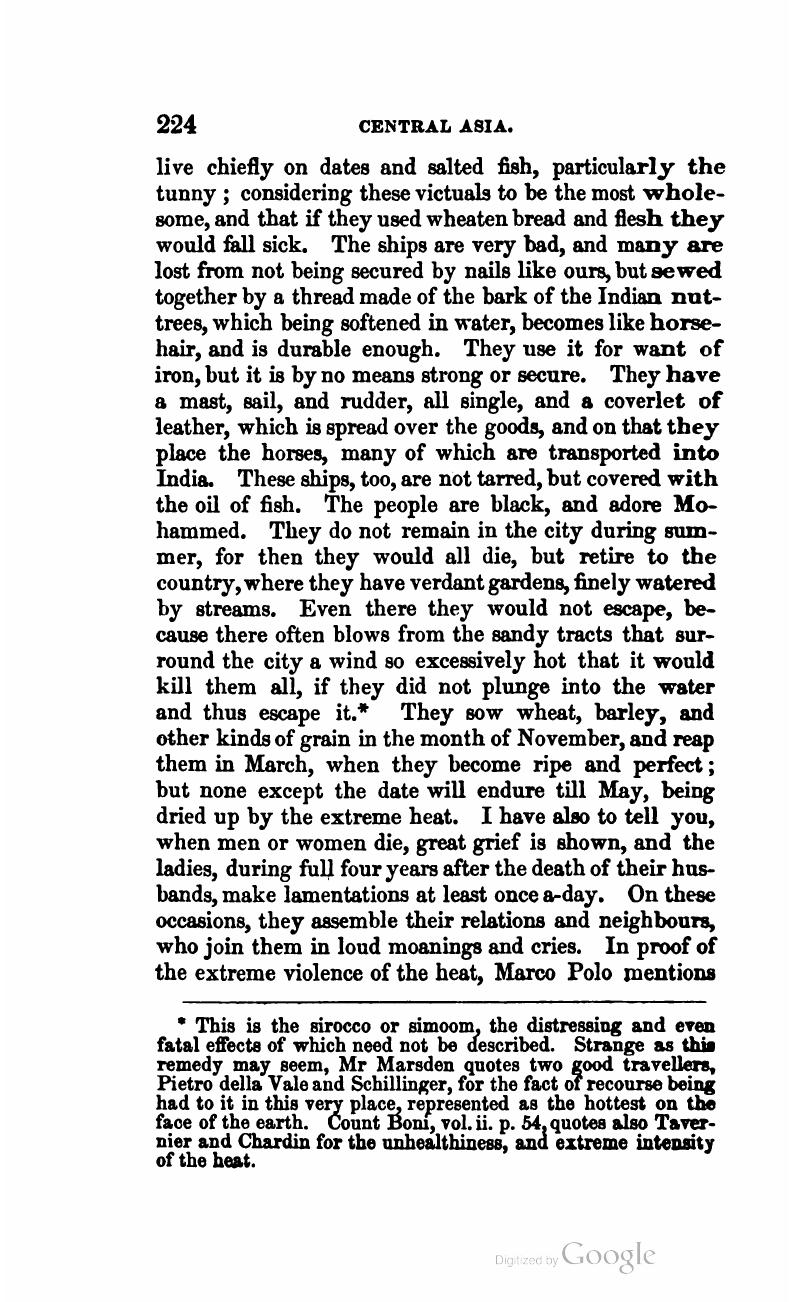 224 CENTRAL ASIA.
live chiefly on dates and salted fish, particularly the
tunny ; considering these victuals to be the most whole-
some, and that if they used wheaten bread and flesh they
would fall sick. The ships are very bad, and many are
lost from not being secured by nails like ours, but sewed
together by a thread made of the bark of the Indian nut-
trees, which being softened in water, becomes like horse-
hair, and is durable enough. They use it for want of
iron, but it is by no means strong or secure. They have
a mast, sail, and rudder, all single, and a coverlet of
leather, which is spread over the goods, and on that they
place the horses, many of which are transported into
India. These ships, too, are not tarred, but covered with
the oil of fish. The people are black, and adore Mo-
hammed. They do not remain in the city during sum-
mer, for then they would all die, but retire to the
country, where they have verdant gardens, finely watered
by streams. Even there they would not escape, be-
cause there often blows from the sandy tracts that sur-
round the city a wind so excessively hot that it would
kill them all, if they did not plunge into the water
and thus escape it.* They sow wheat, barley, and
other kinds of grain in the month of November, and reap
them in March, when they become ripe and perfect ;
but none except the date will endure till May, being
dried up by the extreme heat. I have also to tell you,
when men or women die, great grief is shown, and the
ladies, during full four years after the death of their hus-
bands, make lamentations at least once a-day. On these
occasions, they assemble their relations and neighbours,
who join them in loud moanings and cries. In proof of
the extreme violence of the heat, Marco Polo mentions
* This is the sirocco or simoom, the distressing and even
fatal effects of which need not be described. Strange as this
remedy may seem, Mr Marsden quotes two good travellers,
Pietro della Vale and Schillinger, for the fact of recourse being
had to it in this very place, represented as the hottest on the
face of the earth. Count Boni, vol. ii. p. 54, quotes also Taver-
nier and Chardin for the unhealthiness, and extreme intensity
of the heat.
Digitized by Google